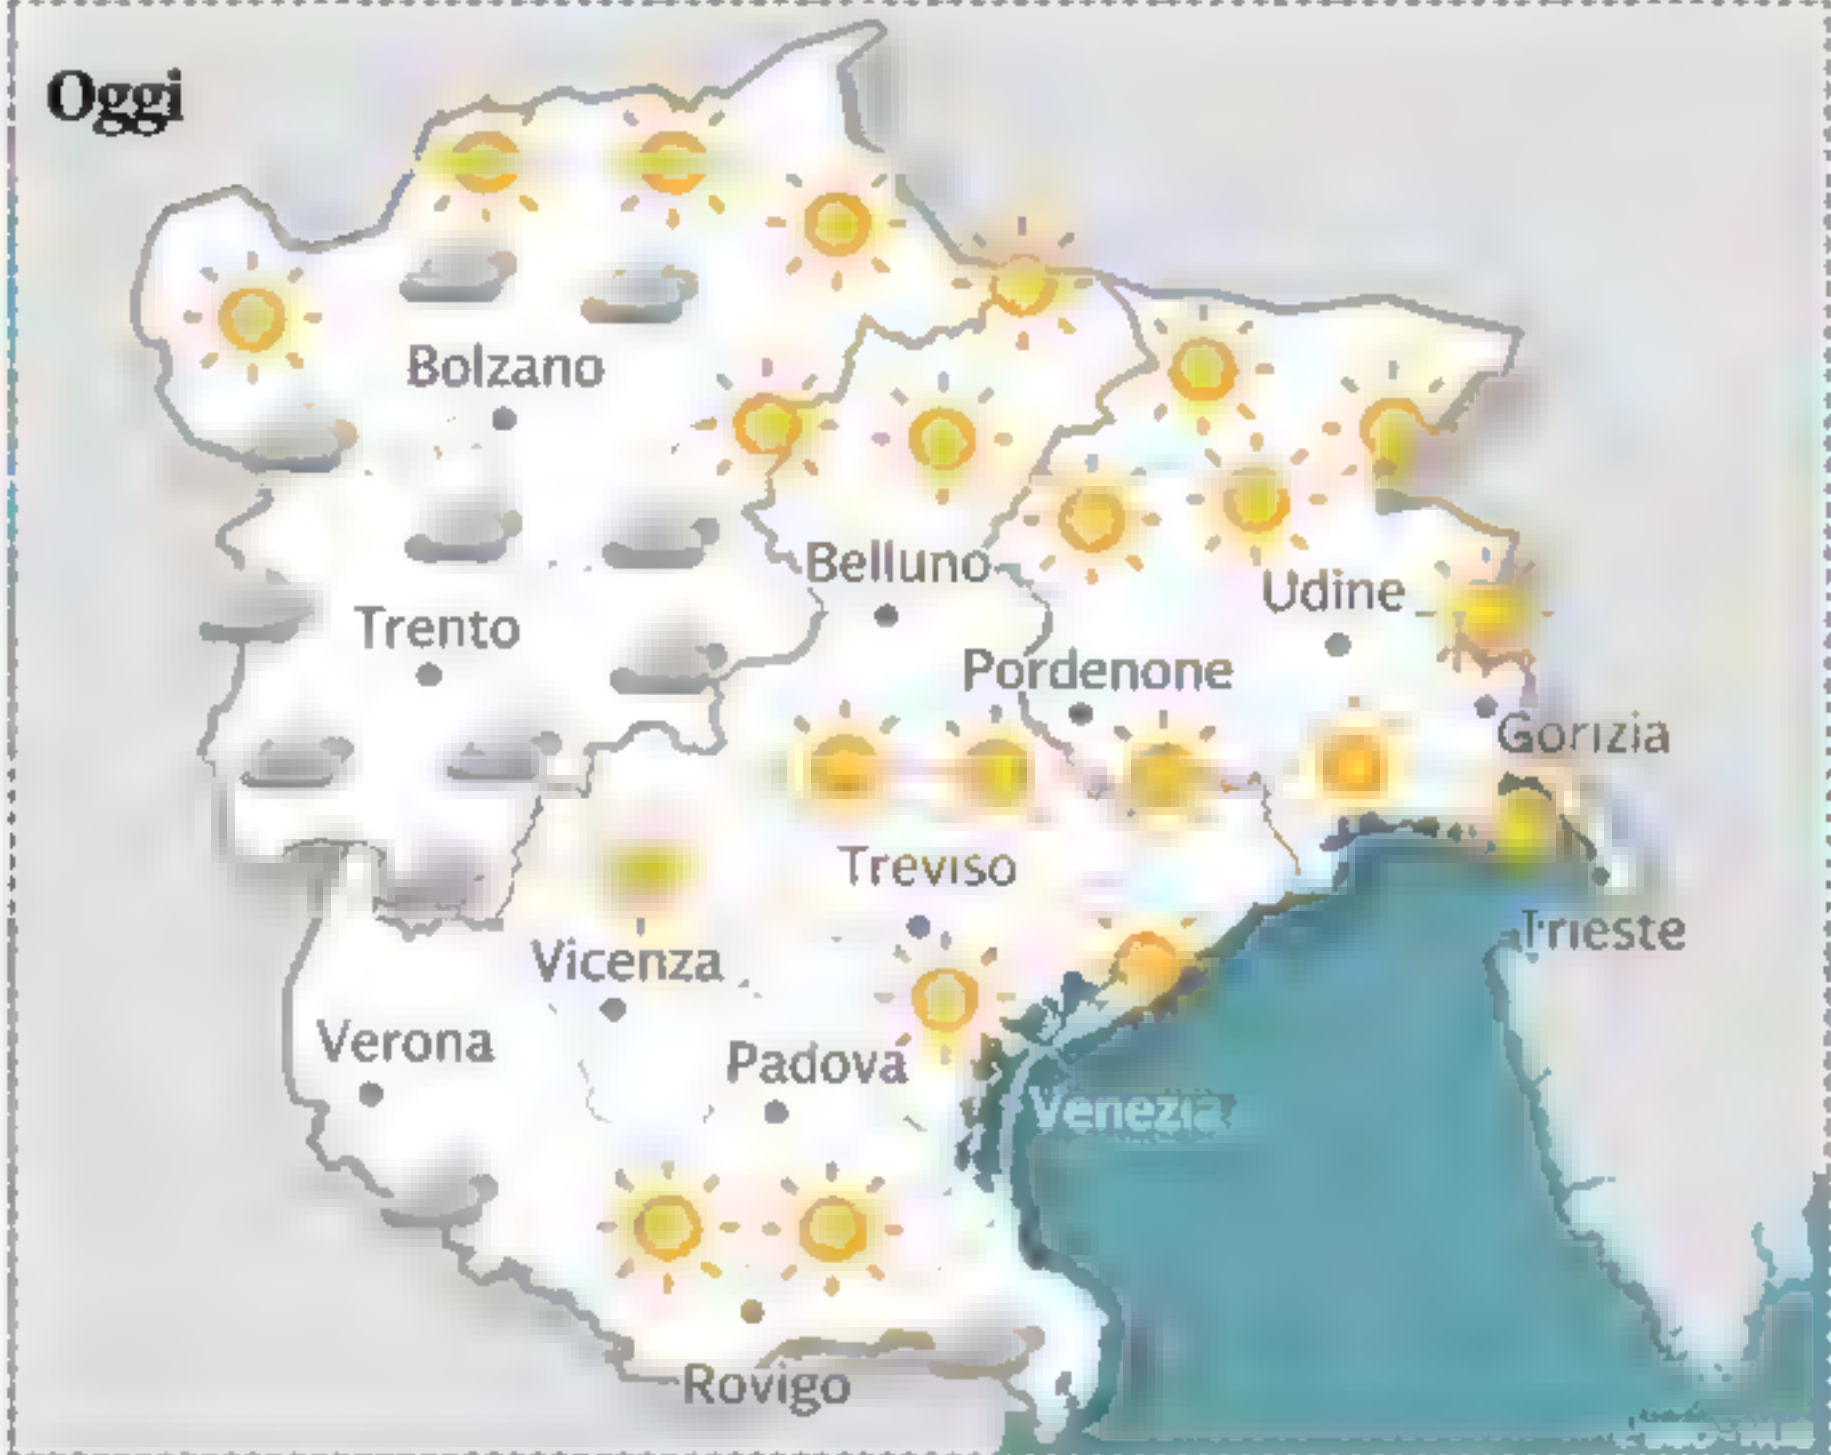 Oggi
Bolzano
Belluno
Udine
Trento
Pordenone
Gorizia
Treviso
Trieste
Vicenza
Verona
Padova
Venezia
Rovigo